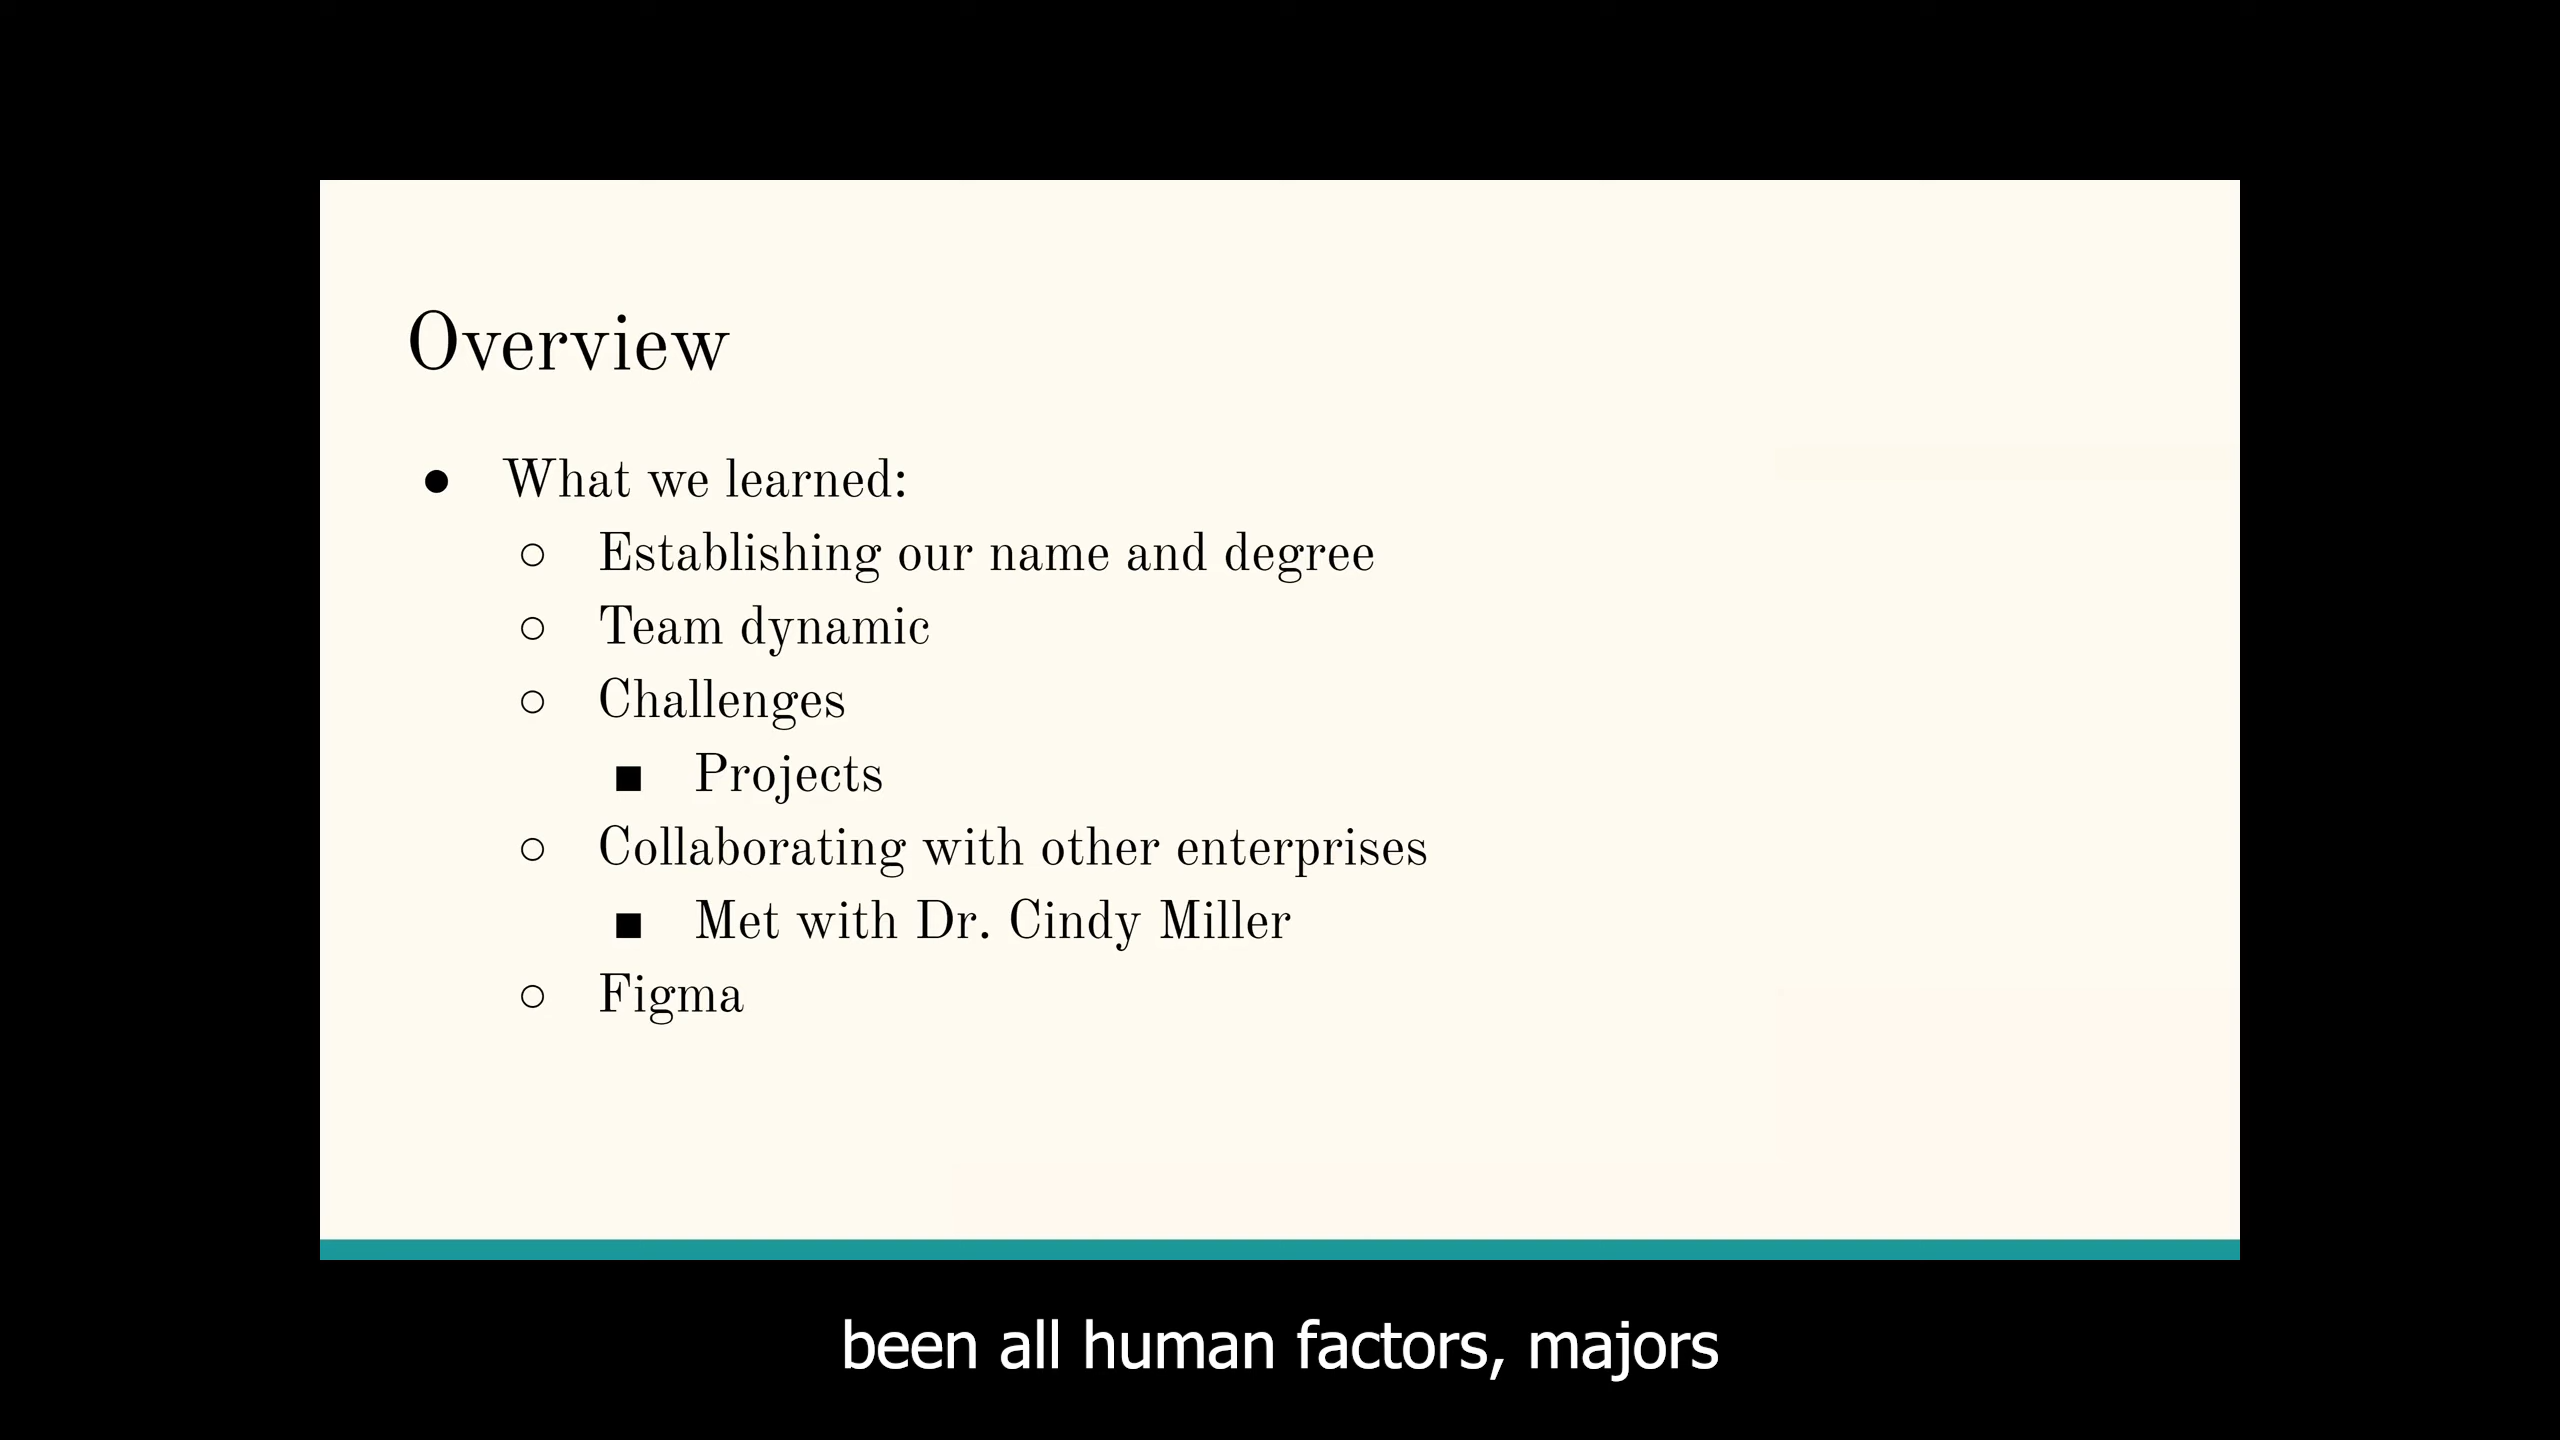 Overview
● What we learned:
○ Establishing our name and degree
○ Team dynamic
○ Challenges
■ Projects
○ Collaborating with other enterprises
■ Met with Dr. Cindy Miller
○ Figma
been all human factors, majors